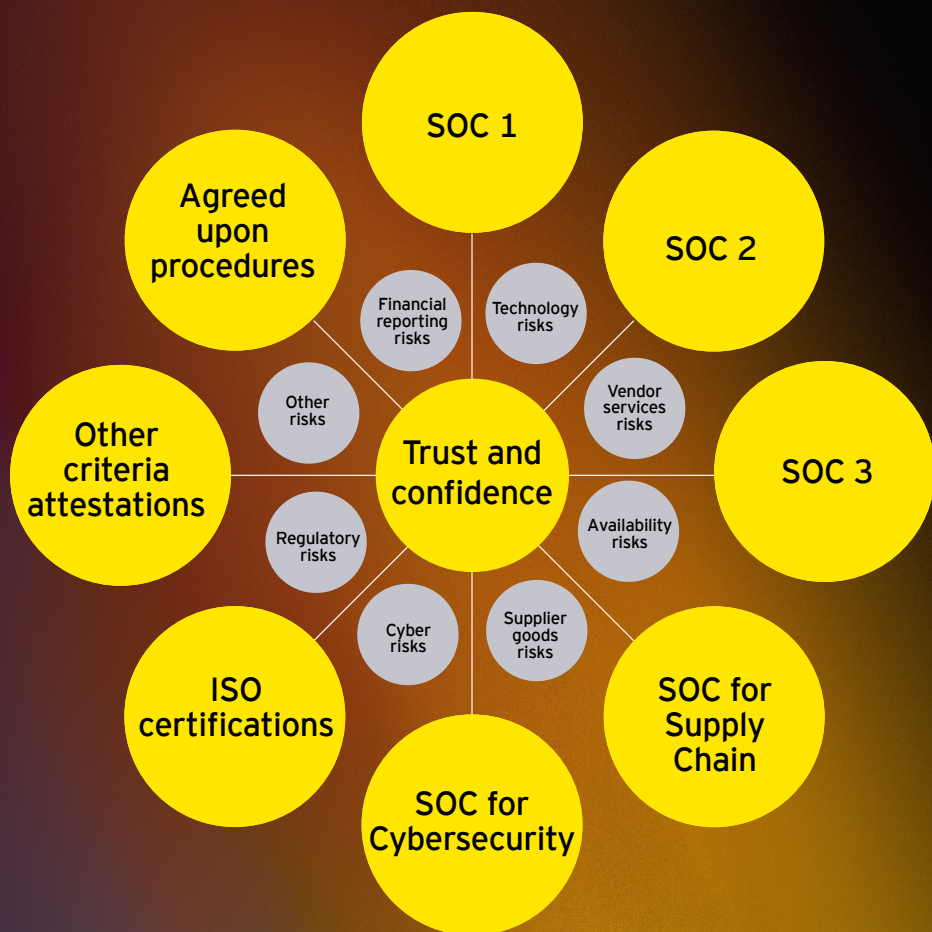 SOC 1
Agreed
upon
procedures
SOC 2
Financial
reporting
risks
Technology
risks
Other
risks
Vendor
services
risks
Other
criteria
attestations
Trust and
confidence
SOC 3
Regulatory
risks
Availability
risks
Cyber
risks
Supplier
goods
risks
ISO
certifications
SOC for
Supply
Chain
SOC for
Cybersecurity